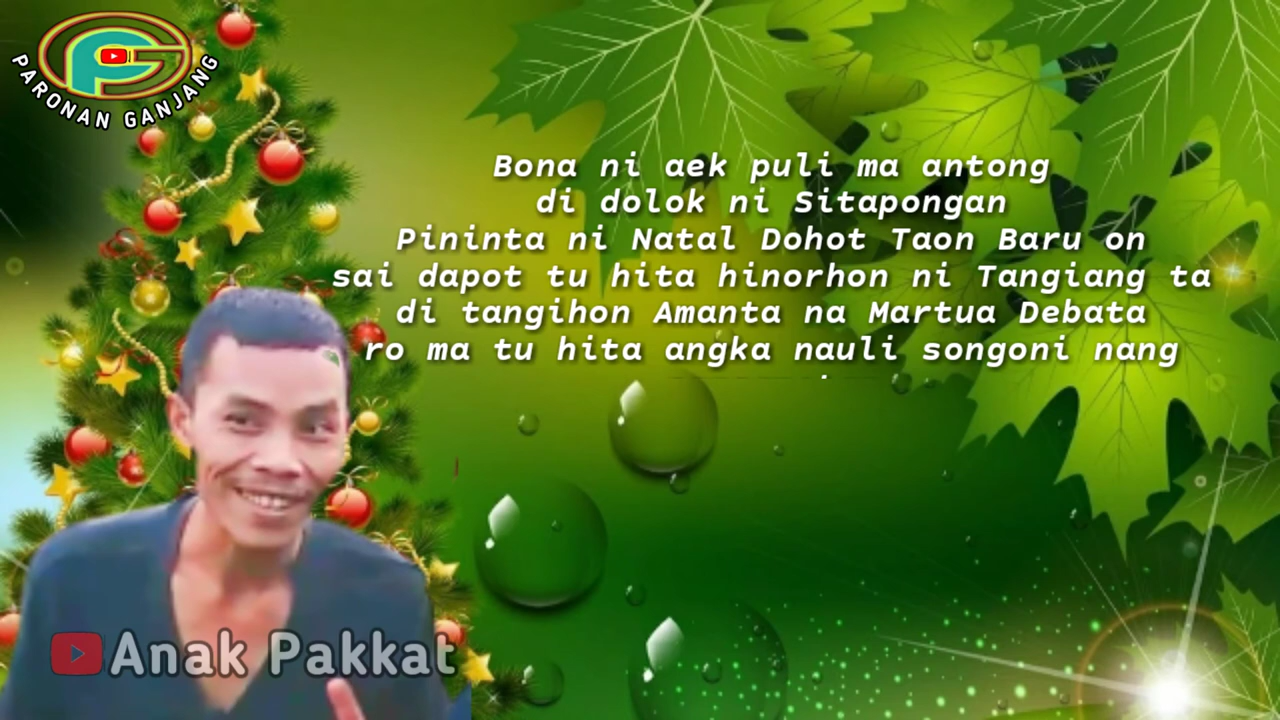 PG
PARONAN GANJANG
Bona ni aek puli ma antong
di dolok ni Sitapongan
Pininta ni Natal Dohot Taon Baru on
sai dapot tu hita hinorhon ni Tangiang ta
di tangihon Amanta na Martua Debata
ro ma tu hita angka nauli songoni nang
Anak Pakkat